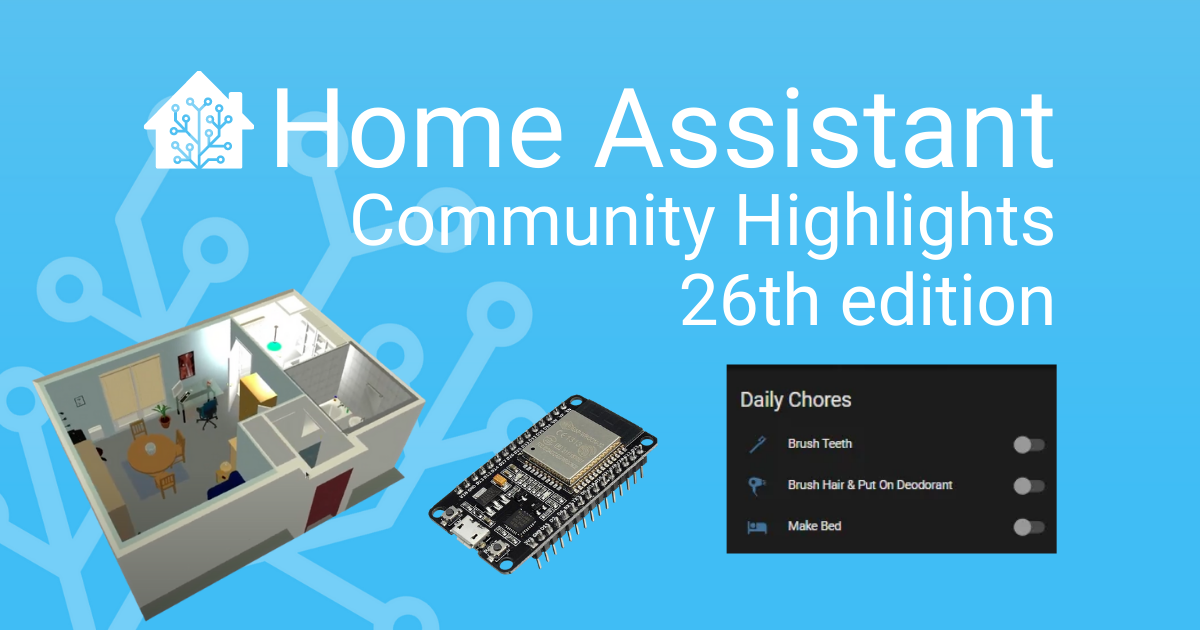 Home Assistant
Community Highlights
26th edition
Daily Chores
Brush Teeth
Brush Hair & Put On Deodorant
Make Bed